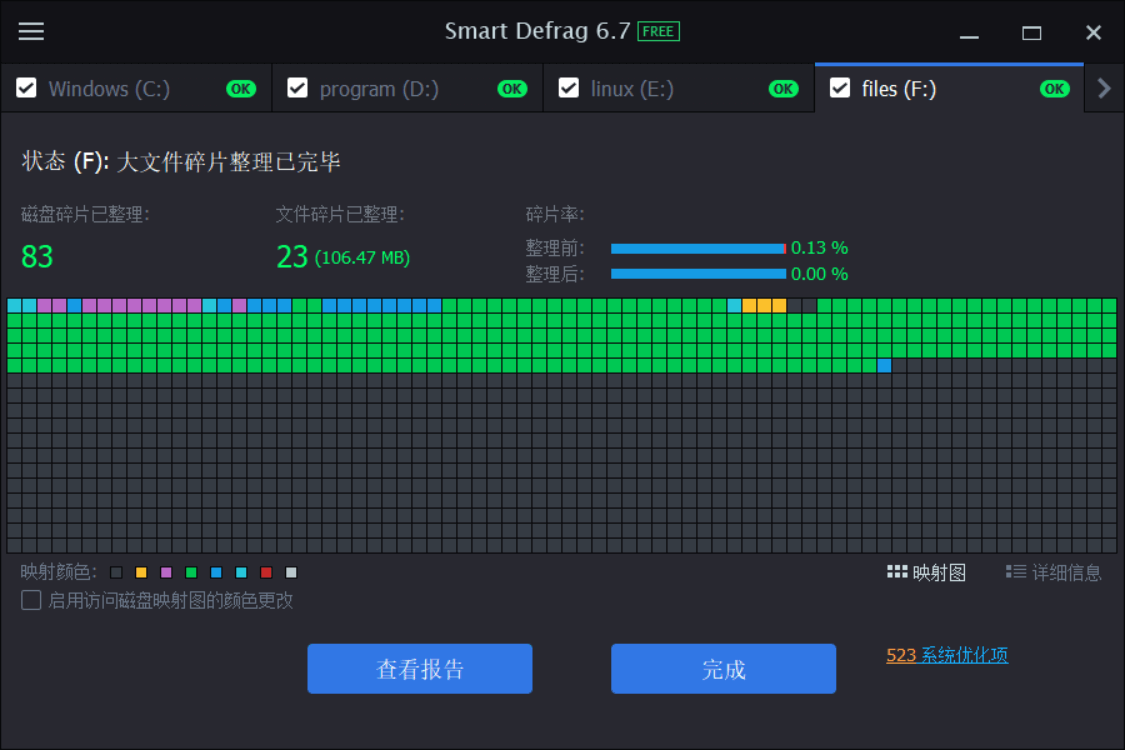 Smart Defrag 6.7 FREE
Windows (C:) OK program (D:) OK linux (E:) OK files (F:) OK
状态 (F): 大文件碎片整理已完毕
磁盘碎片已整理: 文件碎片已整理: 碎片率:
83 23 (106.47 MB)
整理前: 0.13 %
整理后: 0.00 %
映射颜色: 映射图 详细信息
启用访问磁盘映射图的颜色更改
查看报告 完成 523 系统优化项